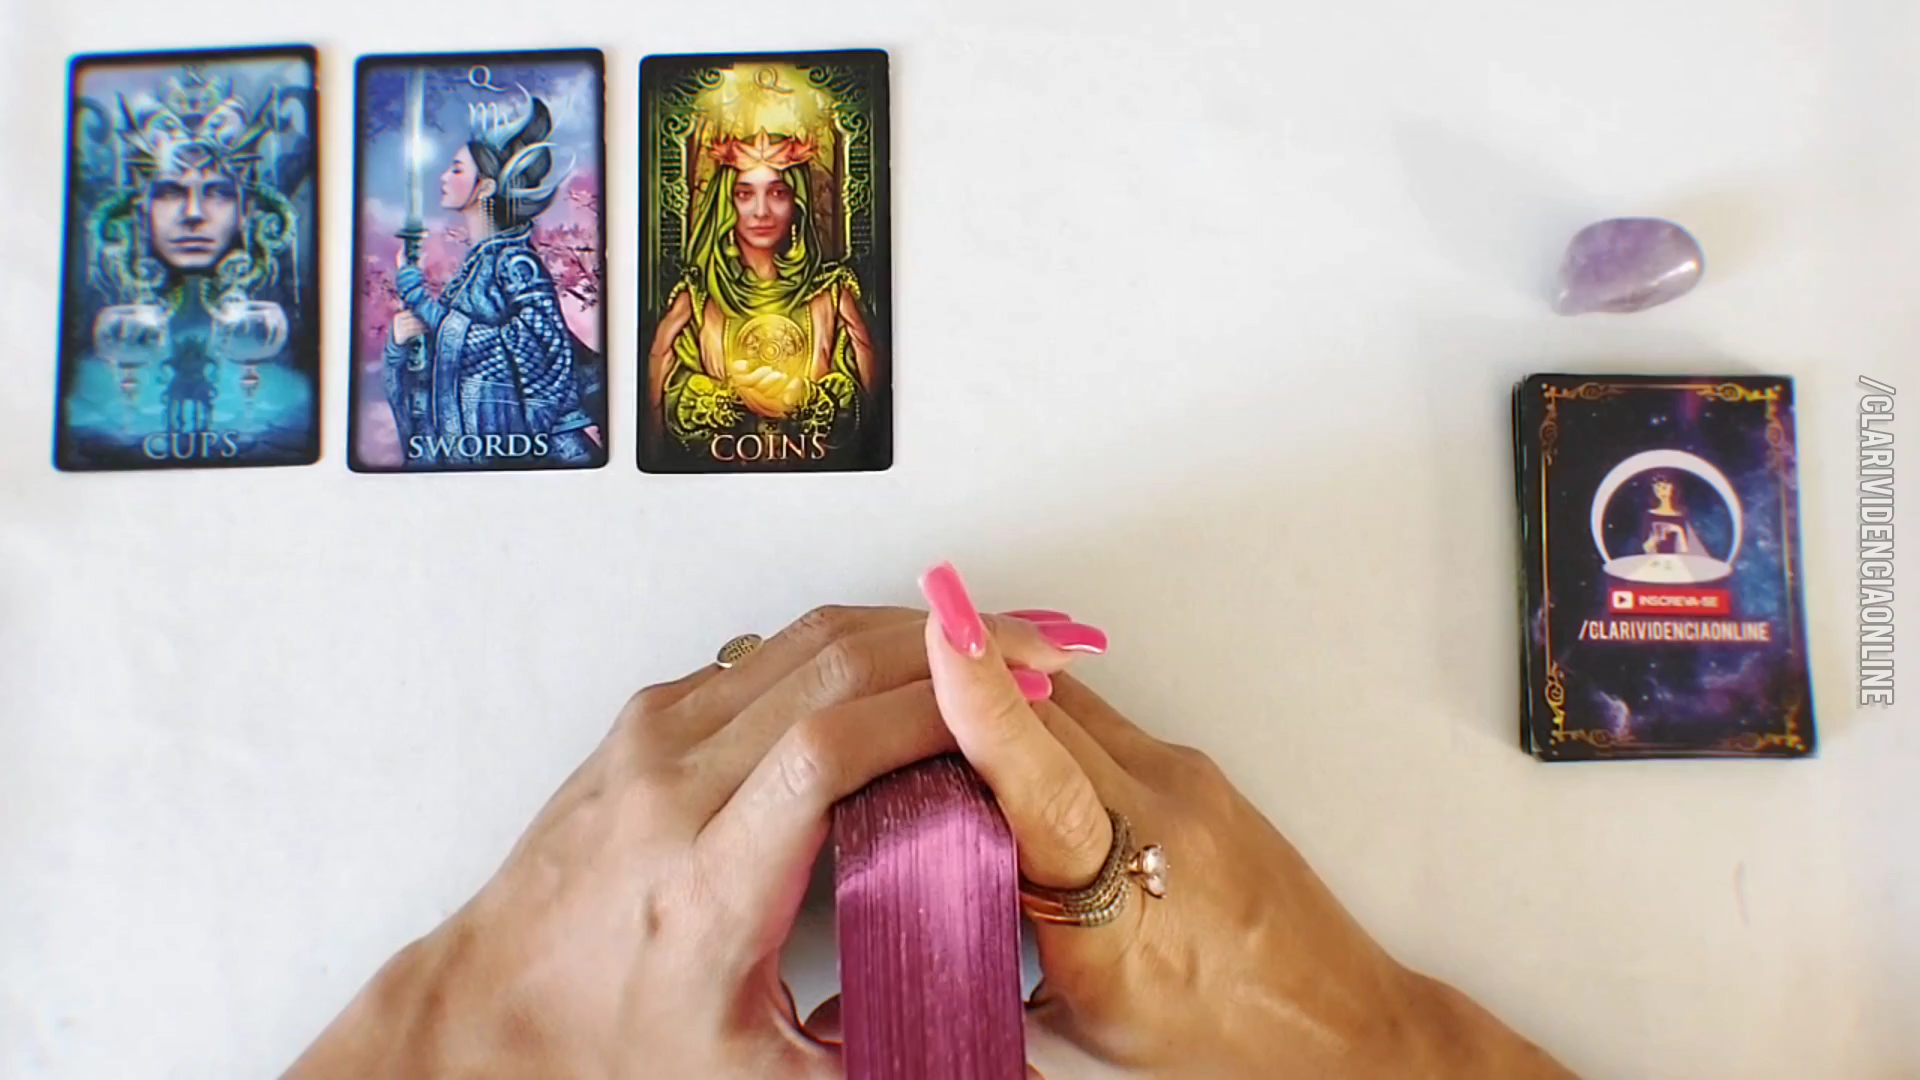 K
CUPS
Q
SWORDS
Q
COINS
INSCREVA-SE
/CLARIVIDENCIAONLINE
/CLARIVIDENCIAONLINE